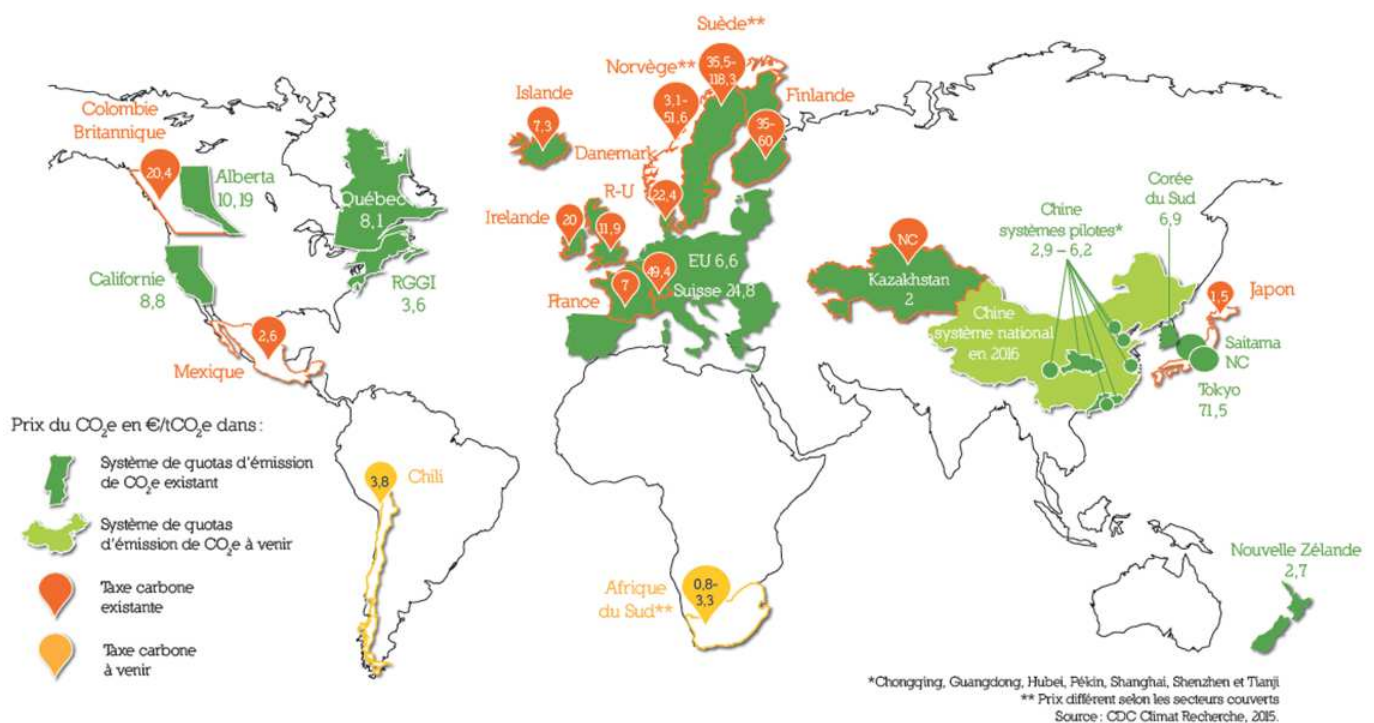 Suède**
35,5-
118,3
Norvège**
3,1-
51,6
Finlande
35-
60
Islande
7,3
Danemark
22,4
R-U
11,9
Irelande
20
EU 6,6
49,4
Suisse 24,8
France
7
Colombie
Britannique
20,4
Alberta
10,19
Québec
8,1
Californie
8,8
RGGI
3,6
2,6
Mexique
NC
Kazakhstan
2
Chine
systèmes pilotes*
2,9 – 6,2
Corée
du Sud
6,9
Chine
système national
en 2016
1,5
Japon
Saitama
NC
Tokyo
71,5
Prix du CO₂e en €/tCO₂e dans :
Système de quotas d'émission
de CO₂e existant
Système de quotas
d'émission de CO₂e à venir
Taxe carbone
existante
Taxe carbone
à venir
3,8
Chili
Afrique
du Sud**
0,8-
3,3
Nouvelle Zélande
2,7
*Chongqing, Guangdong, Hubei, Pékin, Shanghai, Shenzhen et Tianji
** Prix différent selon les secteurs couverts
Source : CDC Climat Recherche, 2015.